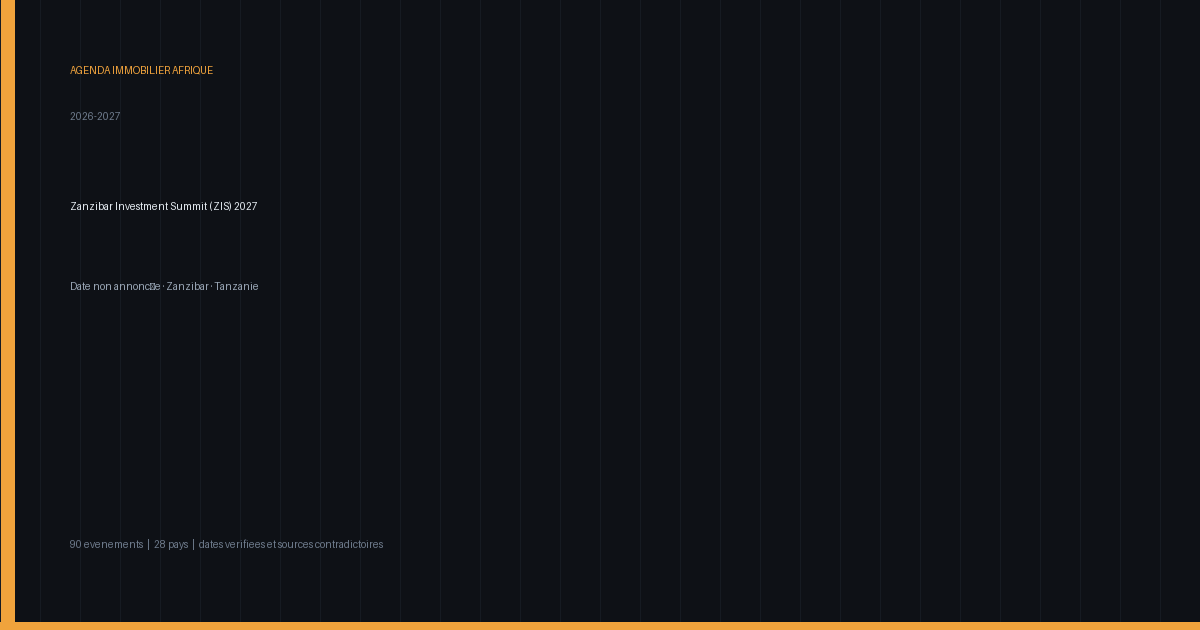 AGENDA IMMOBILIER AFRIQUE
2026-2027
Zanzibar Investment Summit (ZIS) 2027
Date non annonc▯e · Zanzibar · Tanzanie
90 evenements | 28 pays | dates verifiees et sources contradictoires